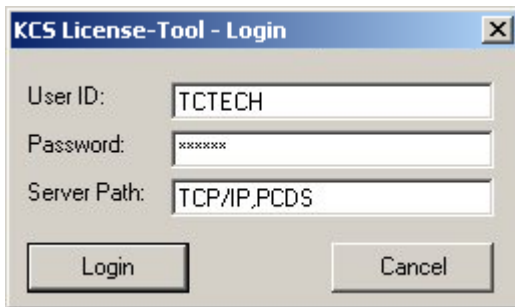 KCS License-Tool - Login
User ID: TCTECH
Password: ******
Server Path: TCP/IP,PCDS
Login Cancel